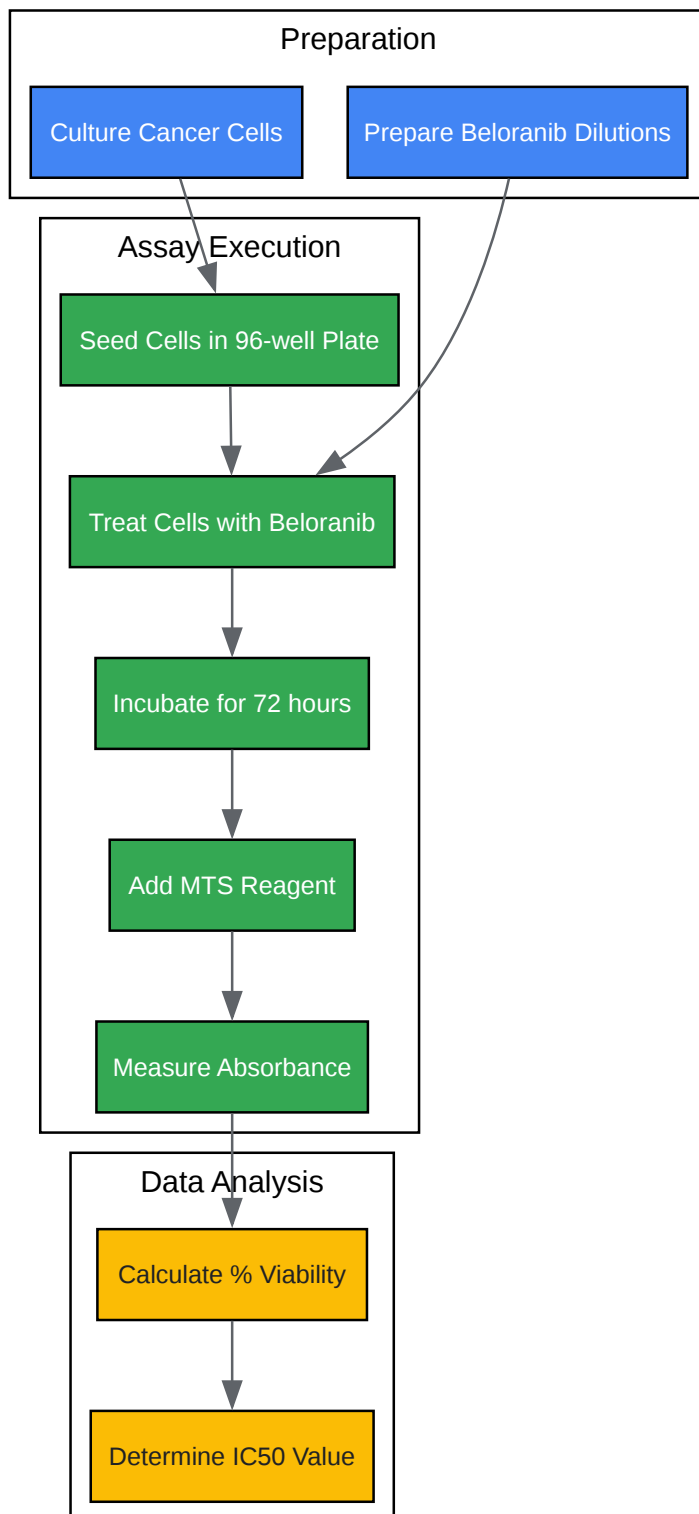 Preparation
Culture Cancer Cells
Prepare Beloranib Dilutions
Assay Execution
Seed Cells in 96-well Plate
Treat Cells with Beloranib
Incubate for 72 hours
Add MTS Reagent
Measure Absorbance
Data Analysis
Calculate % Viability
Determine IC50 Value